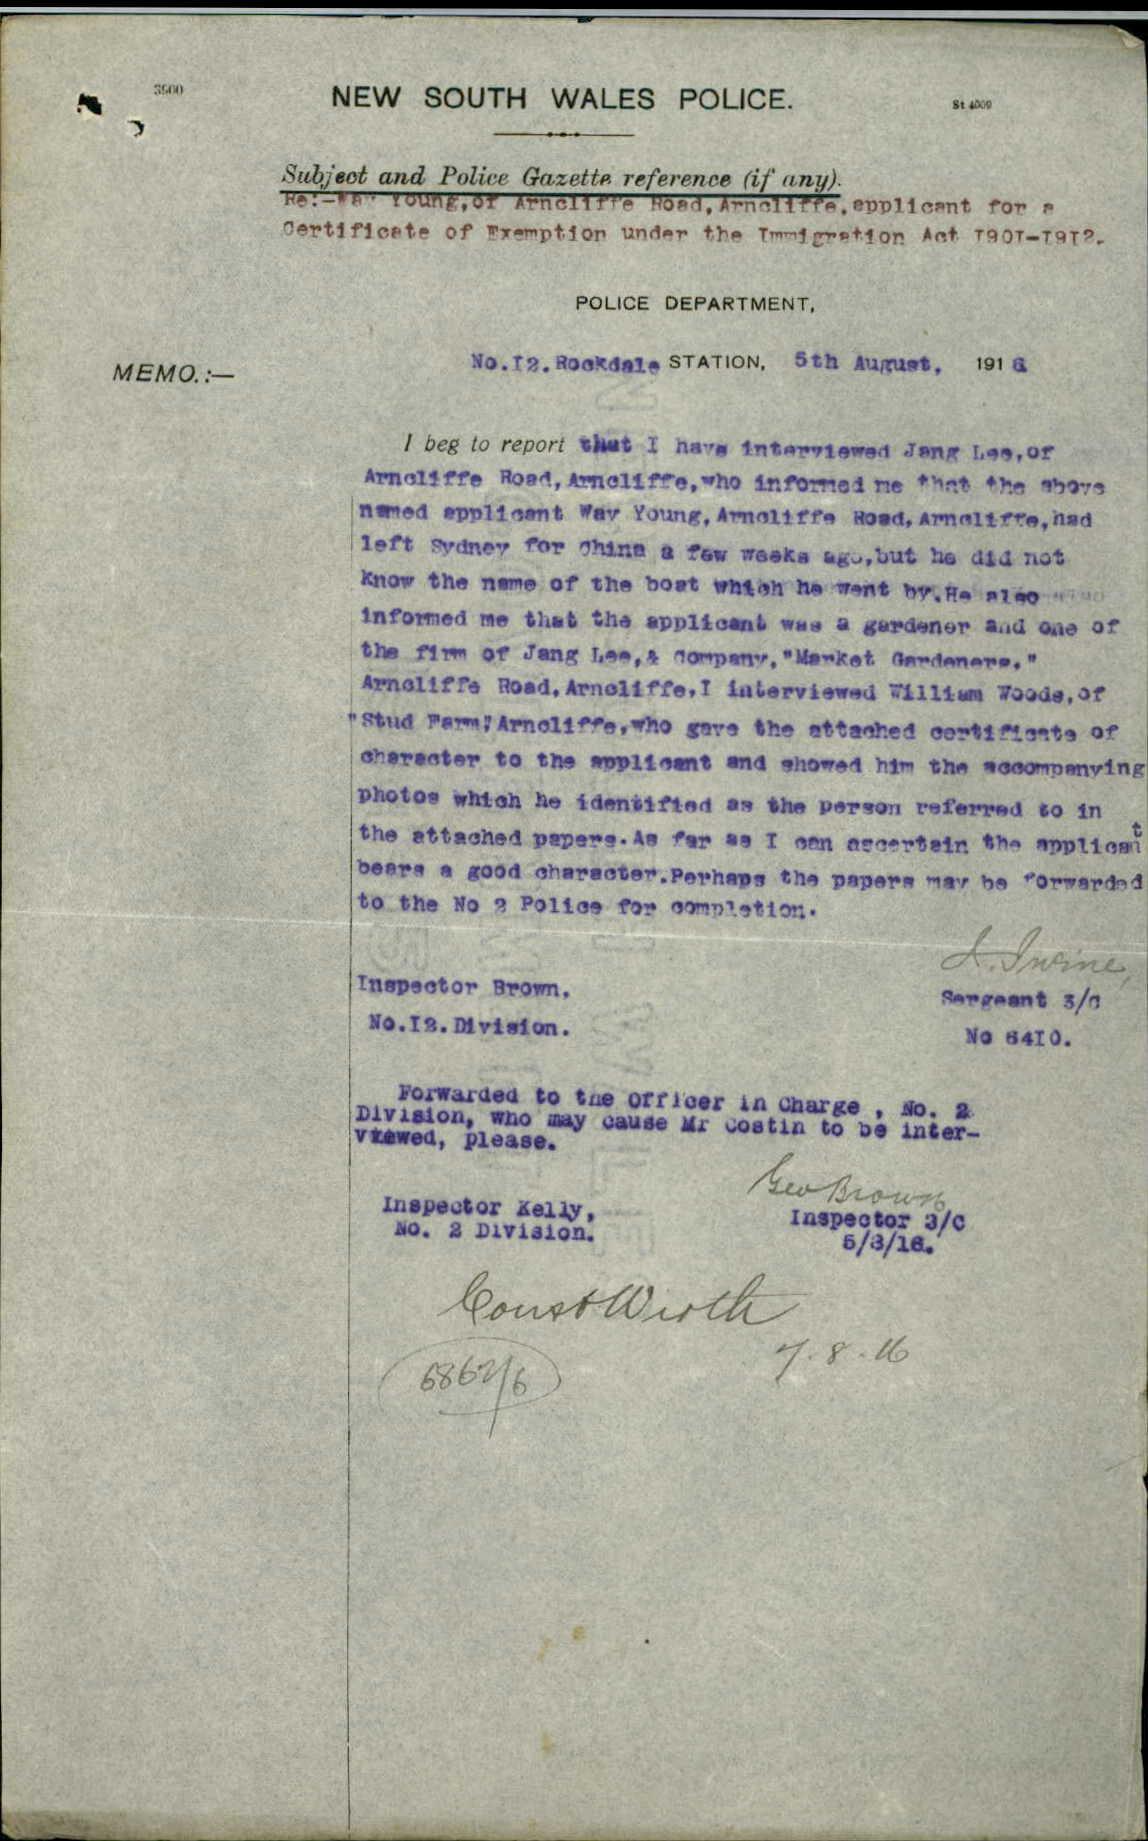 3500
NEW SOUTH WALES POLICE.
St 4009
Subject and Police Gazette reference (if any).
Re:-Way Young,of Arncliffe Road,Arncliffe,applicant for a
Certificate of Exemption under the Immigration Act I90I-I9I2.
POLICE DEPARTMENT,
No.I2.Rockdale STATION, 5th August, 1916
MEMO.:—
I beg to report that I have interviewed Jang Lee,of
Arncliffe Road,Arncliffe,who informed me that the above
named applicant Way Young,Arncliffe Road,Arncliffe,had
left Sydney for China a few weeks ago,but he did not
know the name of the boat which he went by.He also
informed me that the applicant was a gardener and one of
the firm of Jang Lee,& Company,"Market Gardeners,"
Arncliffe Road,Arncliffe,I interviewed William Woods,of
"Stud Farm",Arncliffe,who gave the attached certificate of
character to the applicant and showed him the accompanying
photos which he identified as the person referred to in
the attached papers.As far as I can ascertain the applicant
bears a good character.Perhaps the papers may be forwarded
to the No 2 Police for completion.
Irvine
Inspector Brown,
Sergeant 3/C
No.I2.Division.
No 64I0.
Forwarded to the Officer in Charge , No. 2
Division, who may cause Mr Costin to be inter-
viewed, please.
Geo Brown
Inspector Kelly,
Inspector 3/C
No. 2 Division.
5/8/16.
Const Wirth
7.8.16
6862/6